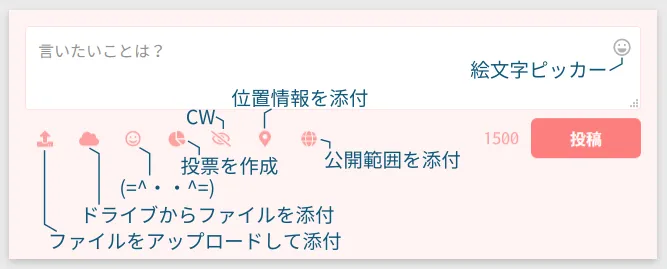 言いたいことは？
絵文字ピッカー
位置情報を添付
CW
1500
投稿
投票を作成
公開範囲を添付
(=^・・^=)
ドライブからファイルを添付
ファイルをアップロードして添付